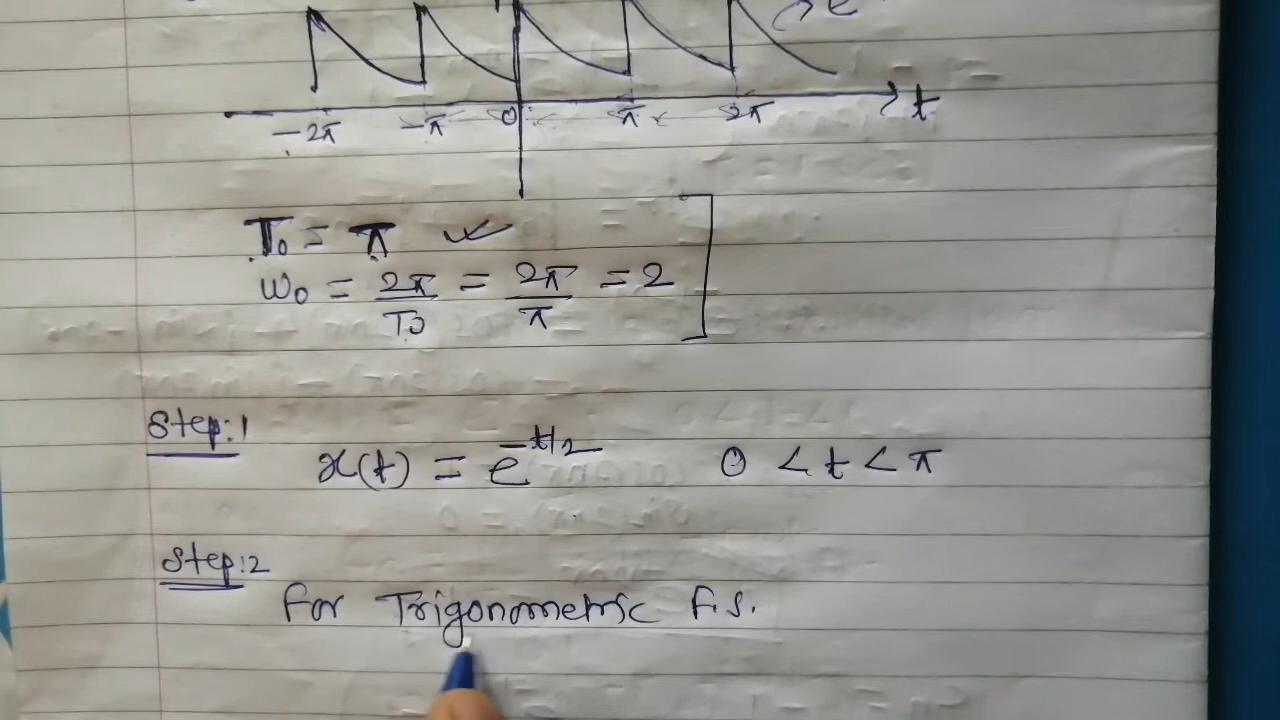 e
-2π -π 0 π 2π t
T₀ = π ✓
ω₀ = 2π/T₀ = 2π/π = 2
Step:1
x(t) = e^(-t/2) 0 < t < π
Step:2
for Trigonometric F.S.